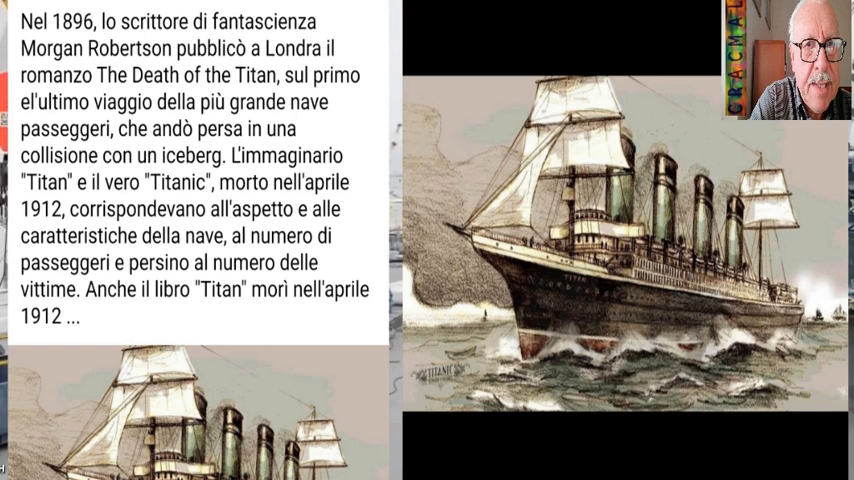 Nel 1896, lo scrittore di fantascienza
Morgan Robertson pubblicò a Londra il
romanzo The Death of the Titan, sul primo
el'ultimo viaggio della più grande nave
passeggeri, che andò persa in una
collisione con un iceberg. L'immaginario
"Titan" e il vero "Titanic", morto nell'aprile
1912, corrispondevano all'aspetto e alle
caratteristiche della nave, al numero di
passeggeri e persino al numero delle
vittime. Anche il libro "Titan" morì nell'aprile
1912 ...
CRACMAL
TITAN
TITANIC
H